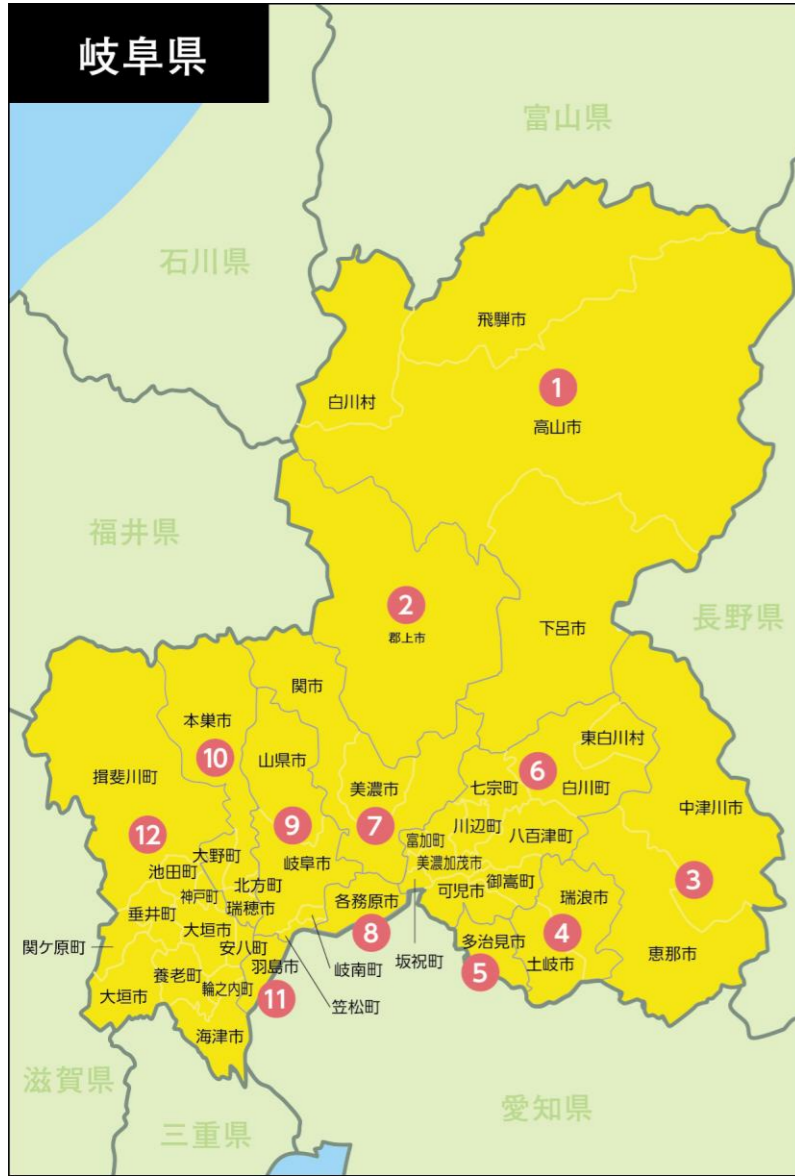 岐阜県
富山県
石川県
飛騨市
1
白川村
高山市
福井県
2
郡上市
下呂市
長野県
関市
本巣市
東白川村
10
山県市
6
揖斐川町
美濃市
七宗町
白川町
中津川市
12
9
7
川辺町
八百津町
富加町
大野町
岐阜市
美濃加茂市
池田町
3
神戸町
北方町
可児市
御嵩町
瑞浪市
垂井町
瑞穂市
各務原市
大垣市
8
4
関ケ原町
安八町
多治見市
恵那市
坂祝町
羽島市
岐南町
5
土岐市
養老町
大垣市
輪之内町
11
笠松町
海津市
滋賀県
愛知県
三重県